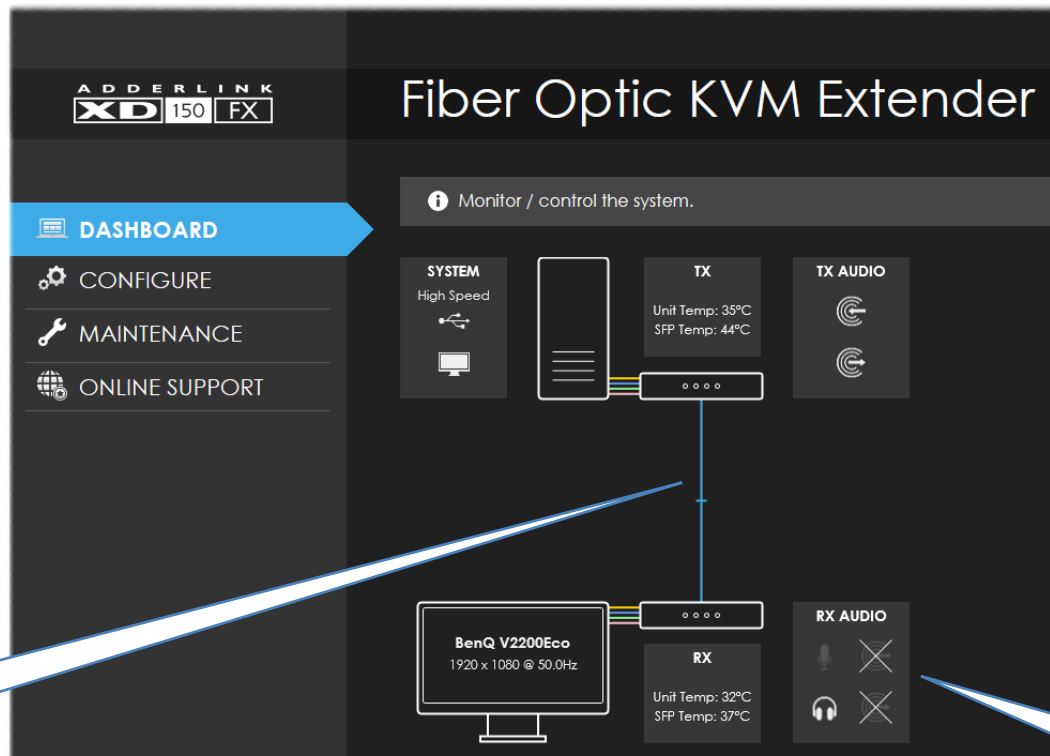 ADDERLINK
XD 150 FX
Fiber Optic KVM Extender
Monitor / control the system.
DASHBOARD
CONFIGURE
MAINTENANCE
ONLINE SUPPORT
SYSTEM
High Speed
TX
Unit Temp: 35°C
SFP Temp: 44°C
TX AUDIO
BenQ V2200Eco
1920 x 1080 @ 50.0Hz
RX
Unit Temp: 32°C
SFP Temp: 37°C
RX AUDIO